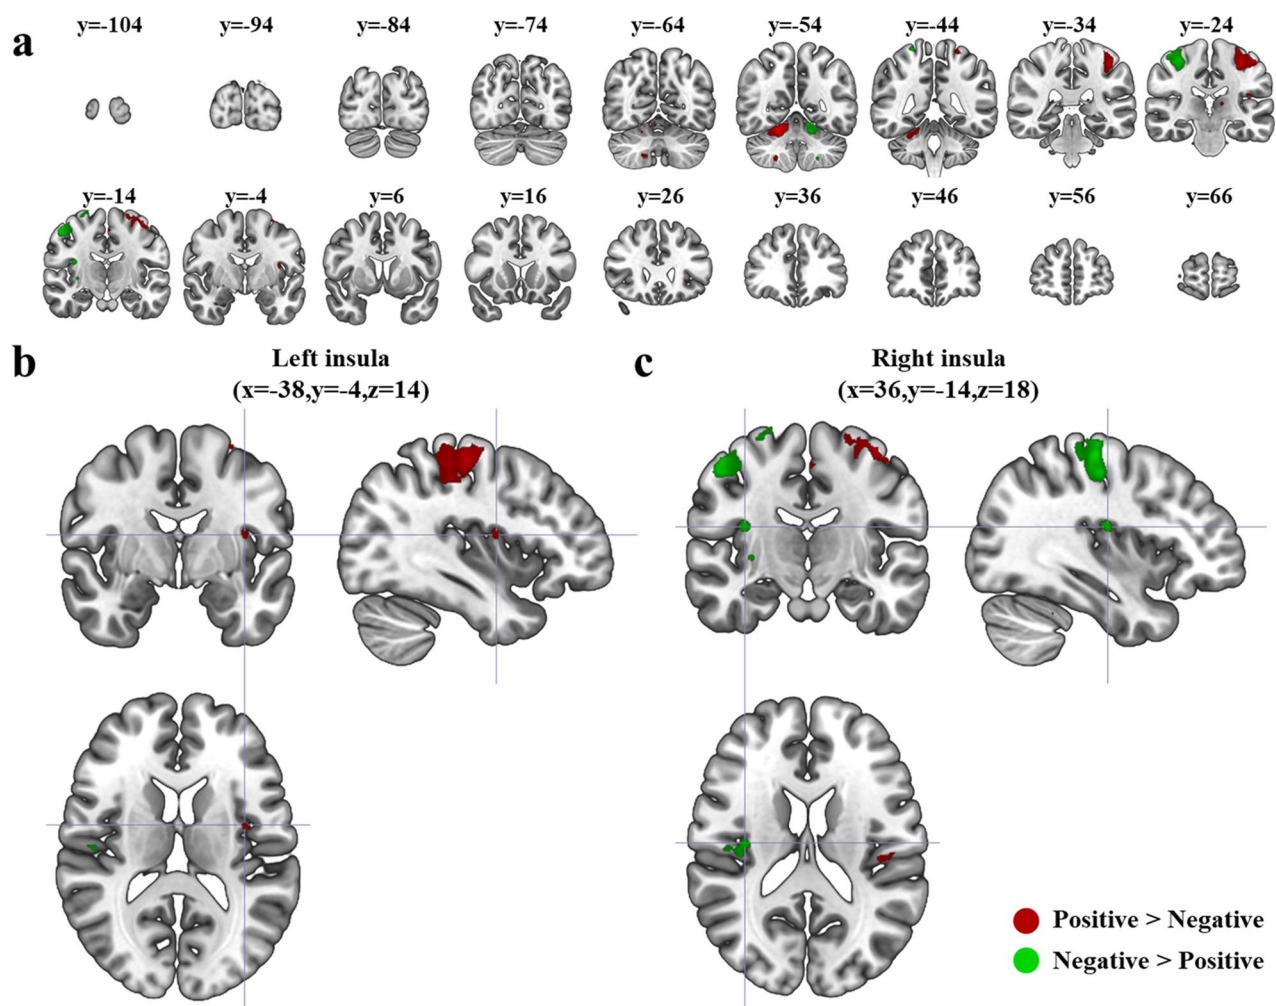 a
y=-104 y=-94 y=-84 y=-74 y=-64 y=-54 y=-44 y=-34 y=-24
y=-14 y=-4 y=6 y=16 y=26 y=36 y=46 y=56 y=66
b
Left insula
(x=-38,y=-4,z=14)
c
Right insula
(x=36,y=-14,z=18)
Positive > Negative
Negative > Positive